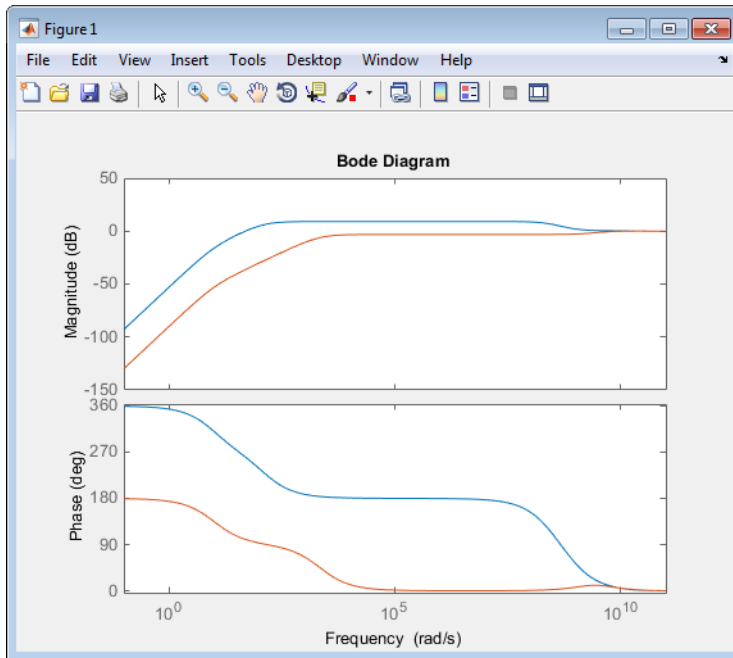 Figure 1
File Edit View Insert Tools Desktop Window Help
Bode Diagram
50
0
-50
-100
-150
Magnitude (dB)
360
270
180
90
0
Phase (deg)
10^0 10^5 10^10
Frequency (rad/s)